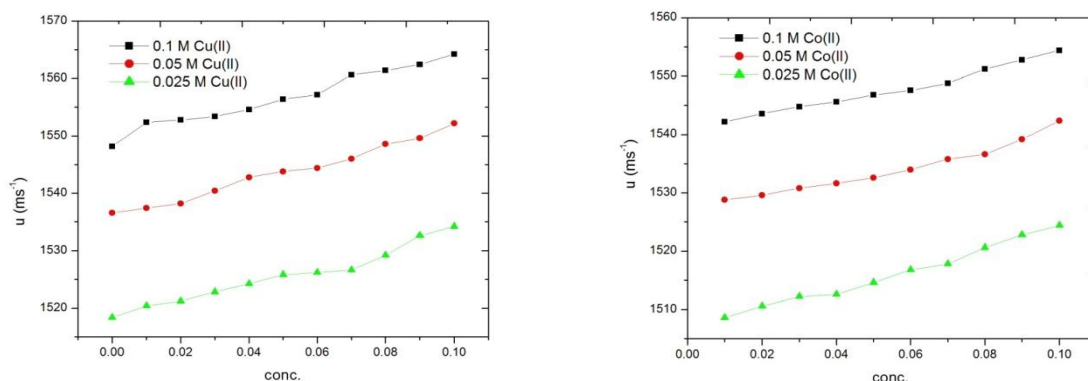 1570
1560
1550
1540
1530
1520
u (ms⁻¹)
0.1 M Cu(II)
0.05 M Cu(II)
0.025 M Cu(II)
0.00 0.02 0.04 0.06 0.08 0.10
conc.
1560
1550
1540
1530
1520
1510
u (ms⁻¹)
0.1 M Co(II)
0.05 M Co(II)
0.025 M Co(II)
0.00 0.02 0.04 0.06 0.08 0.10
conc.